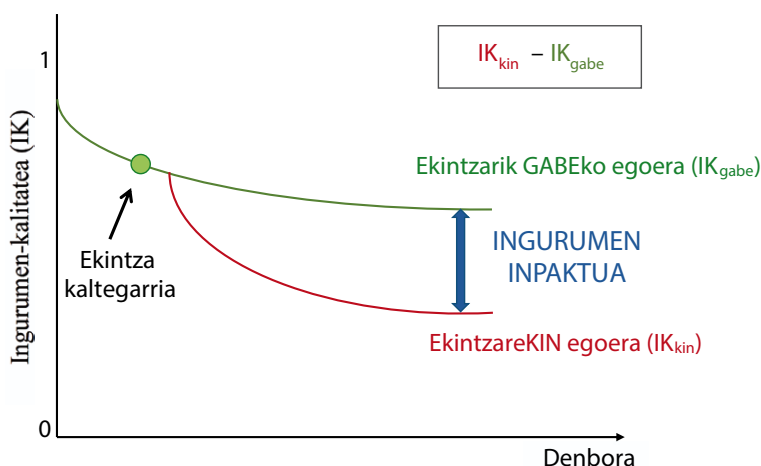 IKkin – IKgabe
1
Ingurumen-kalitatea (IK)
Ekintzarik GABEko egoera (IKgabe)
Ekintza
kaltegarria
INGURUMEN
INPAKTUA
EkintzareKIN egoera (IKkin)
0
Denbora